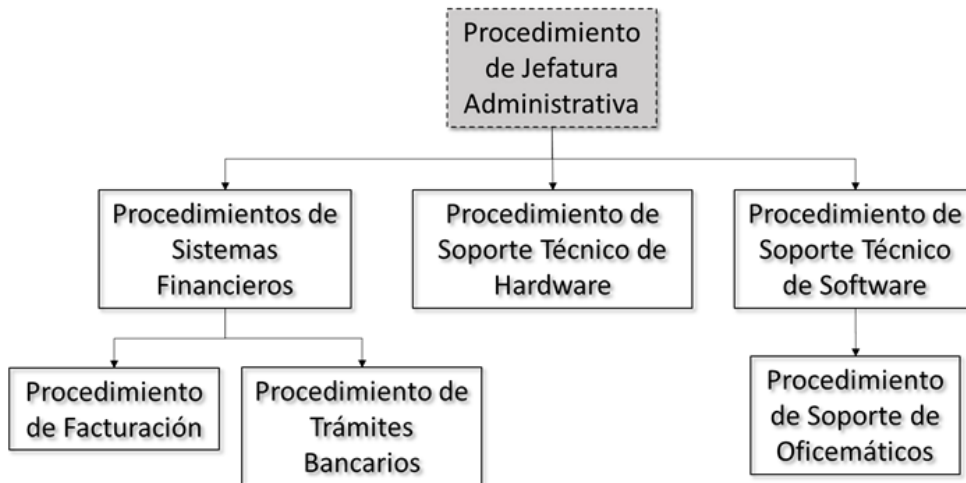 Procedimiento
de Jefatura
Administrativa
Procedimientos de
Sistemas
Financieros
Procedimiento de
Soporte Técnico de
Hardware
Procedimiento de
Soporte Técnico
de Software
Procedimiento
de Facturación
Procedimiento de
Trámites
Bancarios
Procedimiento
de Soporte de
Oficemáticos